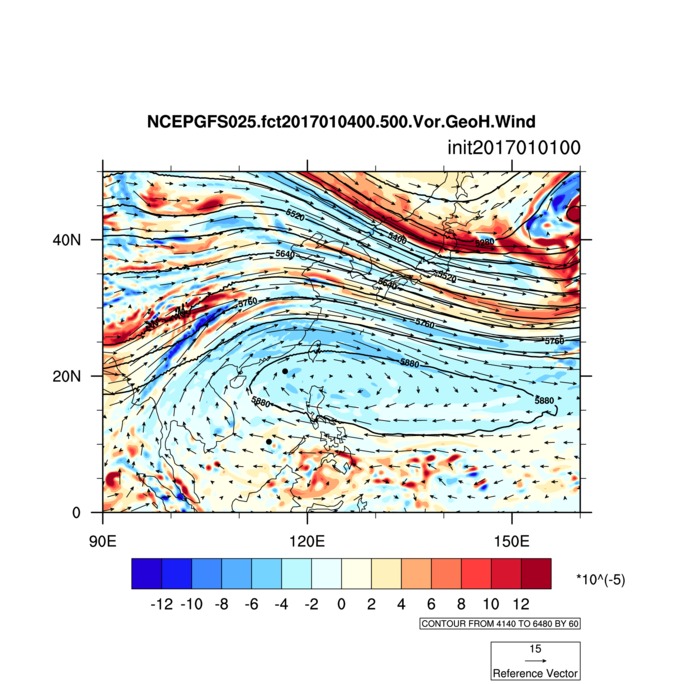 NCEPGFS025.fct2017010400.500.Vor.GeoH.Wind
init2017010100
5520
5400
5280
40N
5640
5520
5640
5760
5760
5760
5880
20N
5880
5880
0
90E 120E 150E
-12 -10 -8 -6 -4 -2 0 2 4 6 8 10 12
*10^(-5)
CONTOUR FROM 4140 TO 6480 BY 60
15
Reference Vector